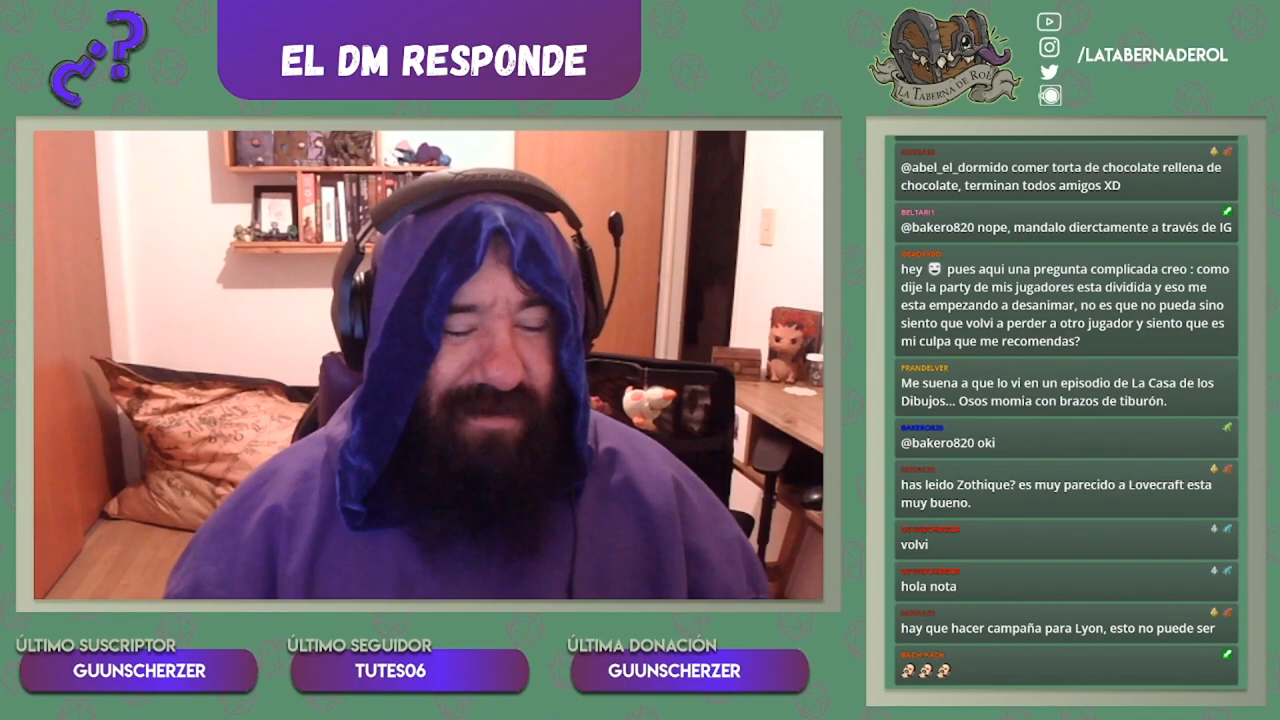 ¿?
EL DM RESPONDE
LA TABERNA DE ROL
/LATABERNADEROL
@abel_el_dormido comer torta de chocolate rellena de
chocolate, terminan todos amigos XD
BELTARI1
@bakero820 nope, mandalo dierctamente a través de IG
hey pues aqui una pregunta complicada creo : como
dije la party de mis jugadores esta dividida y eso me
esta empezando a desanimar, no es que no pueda sino
siento que volvi a perder a otro jugador y siento que es
mi culpa que me recomendas?
FRANDELVER
Me suena a que lo vi en un episodio de La Casa de los
Dibujos... Osos momia con brazos de tiburón.
BAKERO820
@bakero820 oki
has leido Zothique? es muy parecido a Lovecraft esta
muy bueno.
GUUNSCHERZER
volvi
GUUNSCHERZER
hola nota
hay que hacer campaña para Lyon, esto no puede ser
ÚLTIMO SUSCRIPTOR
GUUNSCHERZER
ÚLTIMO SEGUIDOR
TUTES06
ÚLTIMA DONACIÓN
GUUNSCHERZER